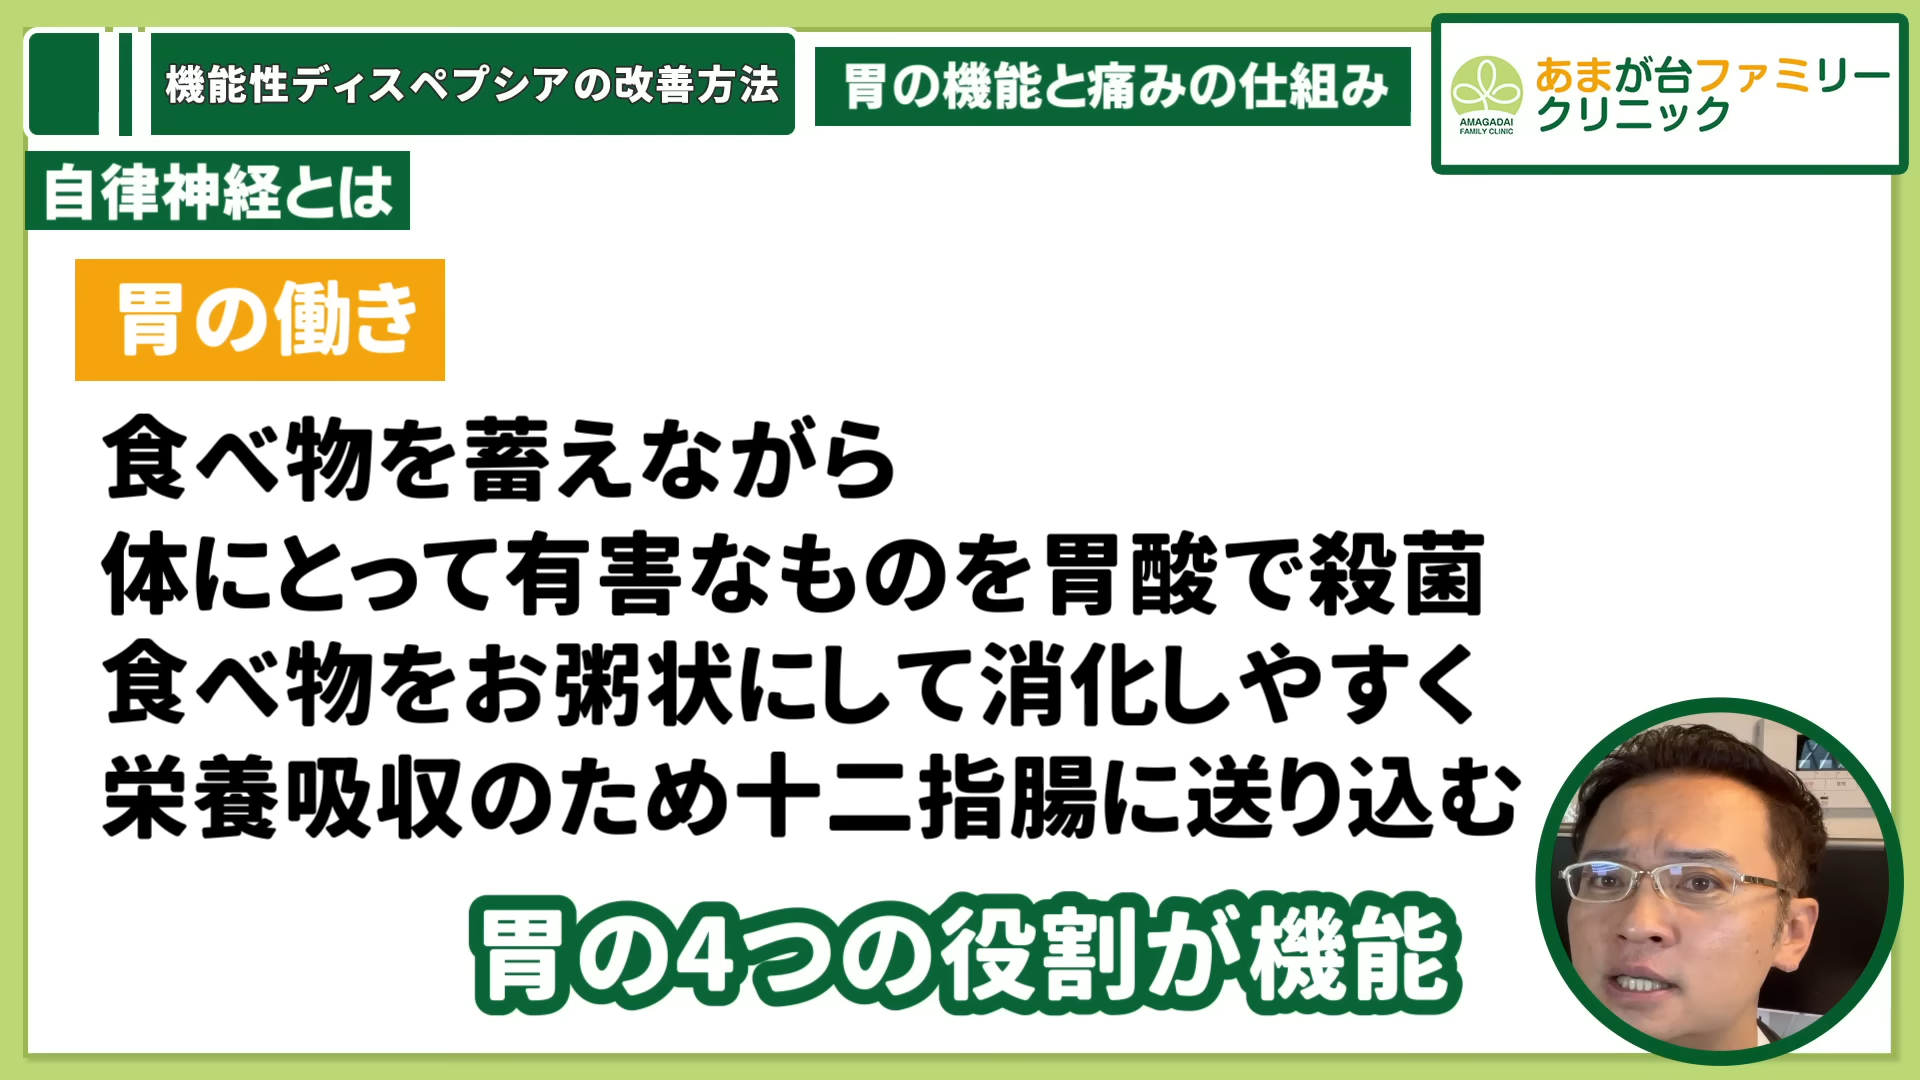 機能性ディスペプシアの改善方法
胃の機能と痛みの仕組み
あまが台ファミリー
クリニック
AMAGADAI
FAMILY CLINIC
自律神経とは
胃の働き
食べ物を蓄えながら
体にとって有害なものを胃酸で殺菌
食べ物をお粥状にして消化しやすく
栄養吸収のため十二指腸に送り込む
胃の4つの役割が機能